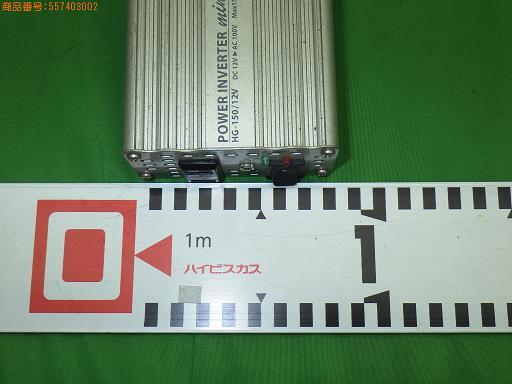 商品番号:557403002
POWER INVERTER mini
HG-150/12V
DC 12V▶AC 100V
1m
ハイビスカス
1